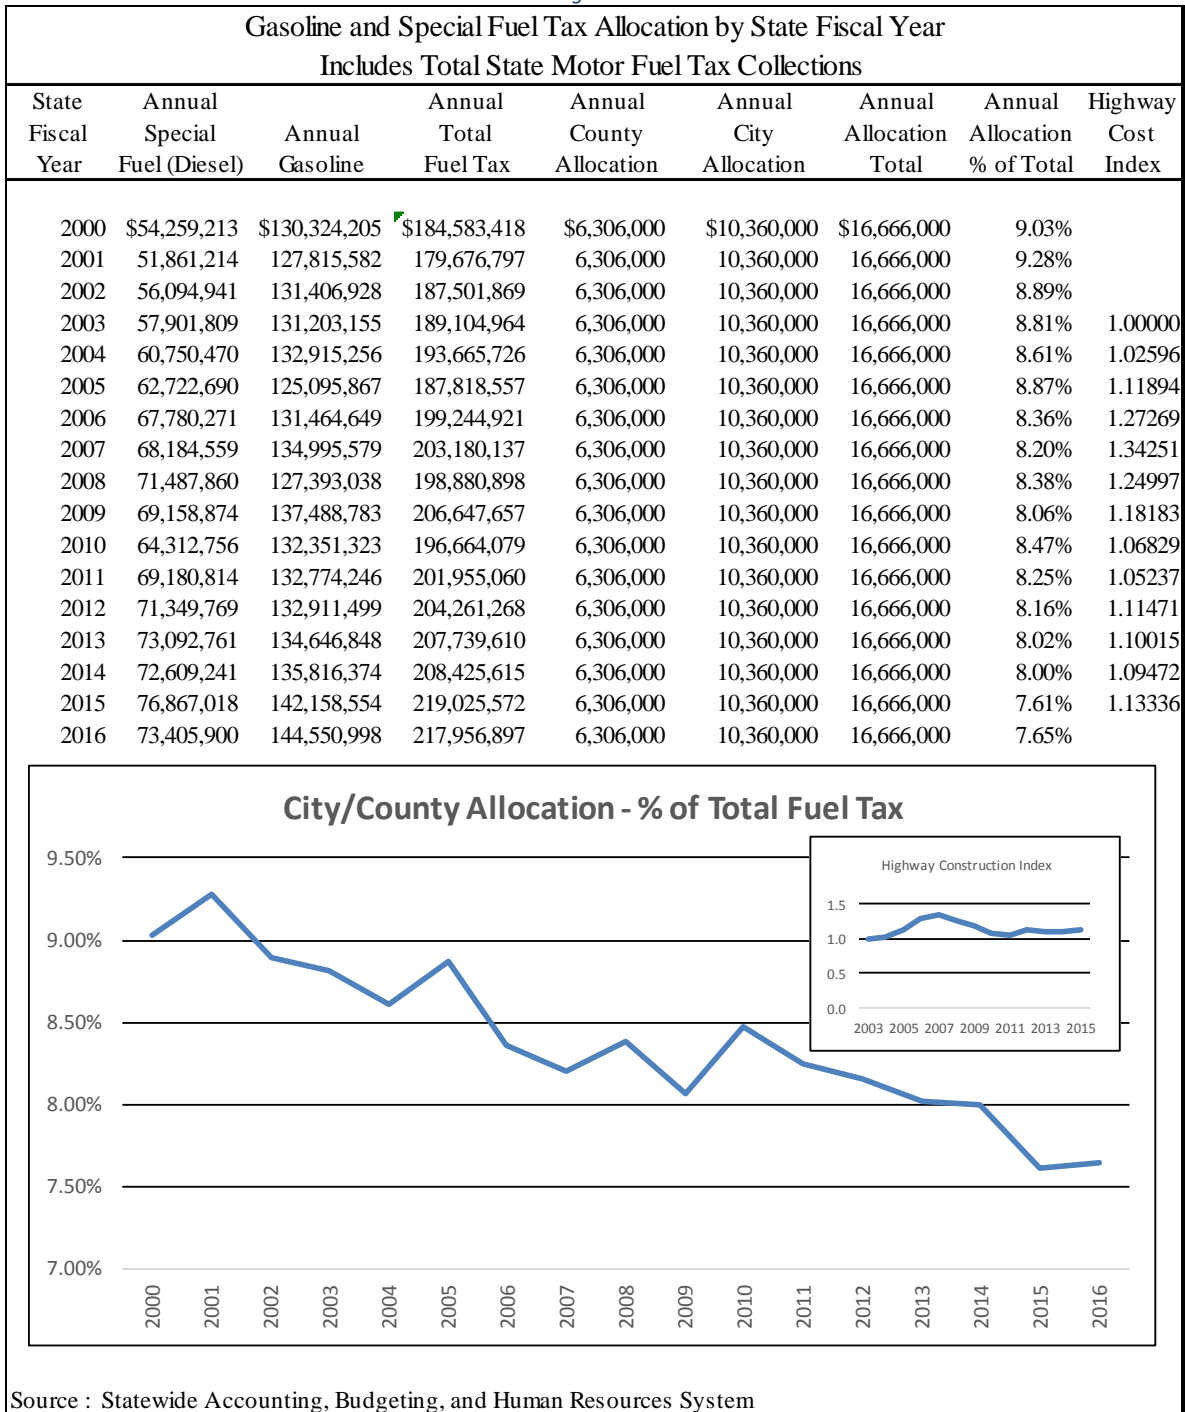 Gasoline and Special Fuel Tax Allocation by State Fiscal Year
Includes Total State Motor Fuel Tax Collections
State Annual Annual Annual Annual Annual Annual Highway
Fiscal Special Annual Total County City Allocation Allocation Cost
Year Fuel (Diesel) Gasoline Fuel Tax Allocation Allocation Total % of Total Index
2000 $54,259,213 $130,324,205 $184,583,418 $6,306,000 $10,360,000 $16,666,000 9.03%
2001 51,861,214 127,815,582 179,676,797 6,306,000 10,360,000 16,666,000 9.28%
2002 56,094,941 131,406,928 187,501,869 6,306,000 10,360,000 16,666,000 8.89%
2003 57,901,809 131,203,155 189,104,964 6,306,000 10,360,000 16,666,000 8.81% 1.00000
2004 60,750,470 132,915,256 193,665,726 6,306,000 10,360,000 16,666,000 8.61% 1.02596
2005 62,722,690 125,095,867 187,818,557 6,306,000 10,360,000 16,666,000 8.87% 1.11894
2006 67,780,271 131,464,649 199,244,921 6,306,000 10,360,000 16,666,000 8.36% 1.27269
2007 68,184,559 134,995,579 203,180,137 6,306,000 10,360,000 16,666,000 8.20% 1.34251
2008 71,487,860 127,393,038 198,880,898 6,306,000 10,360,000 16,666,000 8.38% 1.24997
2009 69,158,874 137,488,783 206,647,657 6,306,000 10,360,000 16,666,000 8.06% 1.18183
2010 64,312,756 132,351,323 196,664,079 6,306,000 10,360,000 16,666,000 8.47% 1.06829
2011 69,180,814 132,774,246 201,955,060 6,306,000 10,360,000 16,666,000 8.25% 1.05237
2012 71,349,769 132,911,499 204,261,268 6,306,000 10,360,000 16,666,000 8.16% 1.11471
2013 73,092,761 134,646,848 207,739,610 6,306,000 10,360,000 16,666,000 8.02% 1.10015
2014 72,609,241 135,816,374 208,425,615 6,306,000 10,360,000 16,666,000 8.00% 1.09472
2015 76,867,018 142,158,554 219,025,572 6,306,000 10,360,000 16,666,000 7.61% 1.13336
2016 73,405,900 144,550,998 217,956,897 6,306,000 10,360,000 16,666,000 7.65%
City/County Allocation - % of Total Fuel Tax
9.50%
9.00%
8.50%
8.00%
7.50%
7.00%
Highway Construction Index
1.5
1.0
0.5
0.0
2003 2005 2007 2009 2011 2013 2015
2000 2001 2002 2003 2004 2005 2006 2007 2008 2009 2010 2011 2012 2013 2014 2015 2016
Source : Statewide Accounting, Budgeting, and Human Resources System